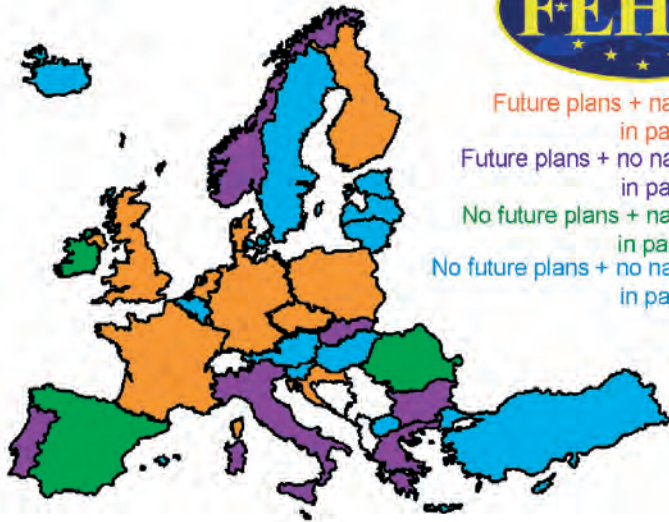 FEH
Future plans + na
in pa
Future plans + no na
in pa
No future plans + na
in pa
No future plans + no na
in pa